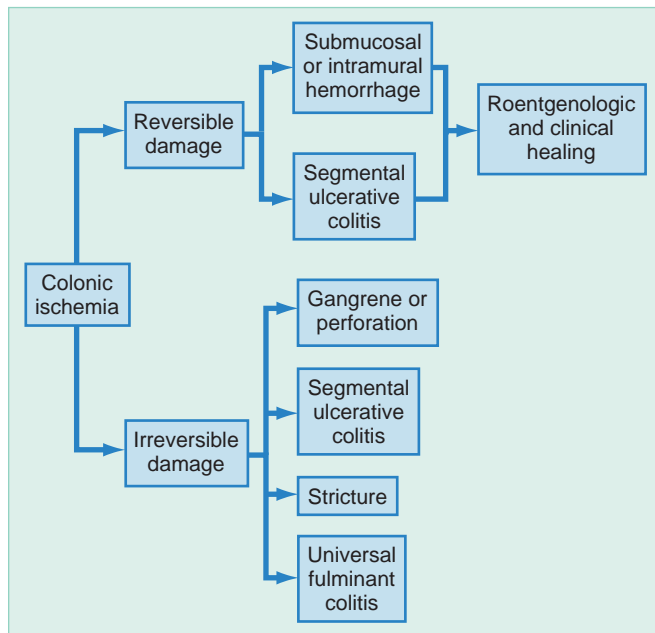 Submucosal
or intramural
hemorrhage
Roentgenologic
and clinical
healing
Reversible
damage
Segmental
ulcerative
colitis
Colonic
ischemia
Gangrene or
perforation
Segmental
ulcerative
colitis
Irreversible
damage
Stricture
Universal
fulminant
colitis